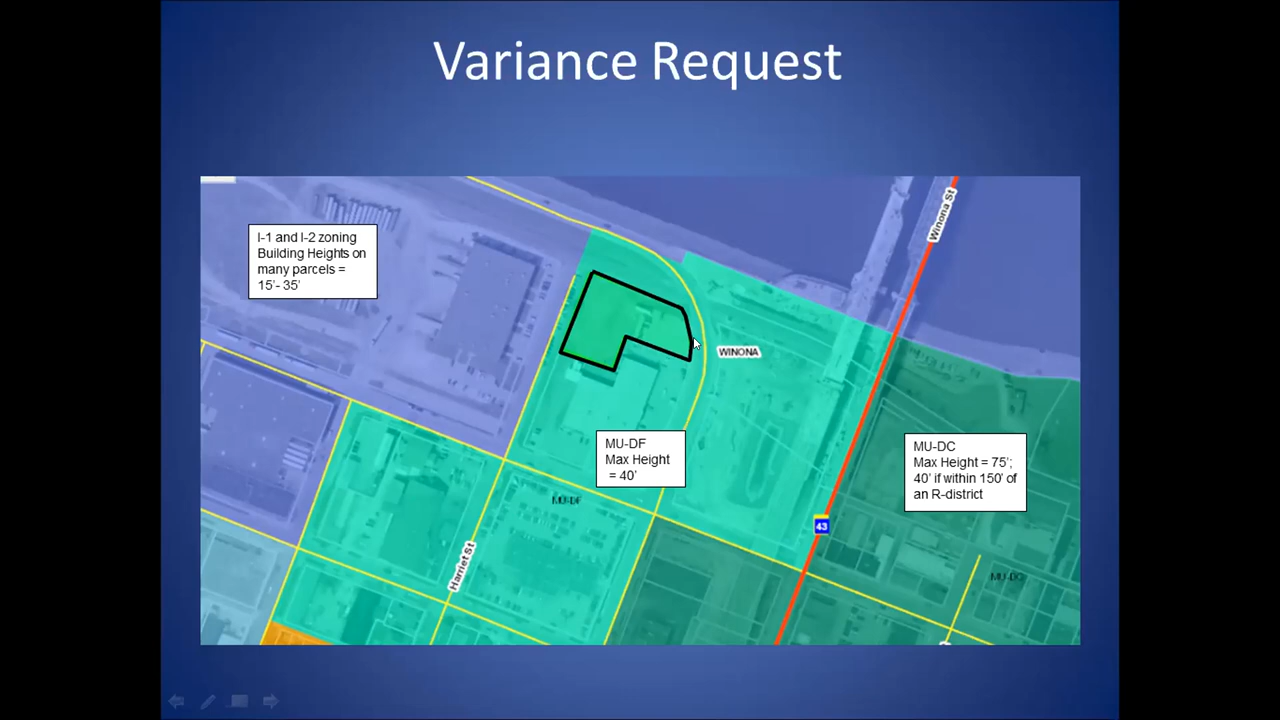 Variance Request
I-1 and I-2 zoning
Building Heights on
many parcels =
15'- 35'
Winona St
WINONA
MU-DF
Max Height
= 40'
MU-DC
Max Height = 75';
40' if within 150' of
an R-district
MU-DF
43
Harriet St
MU-DC